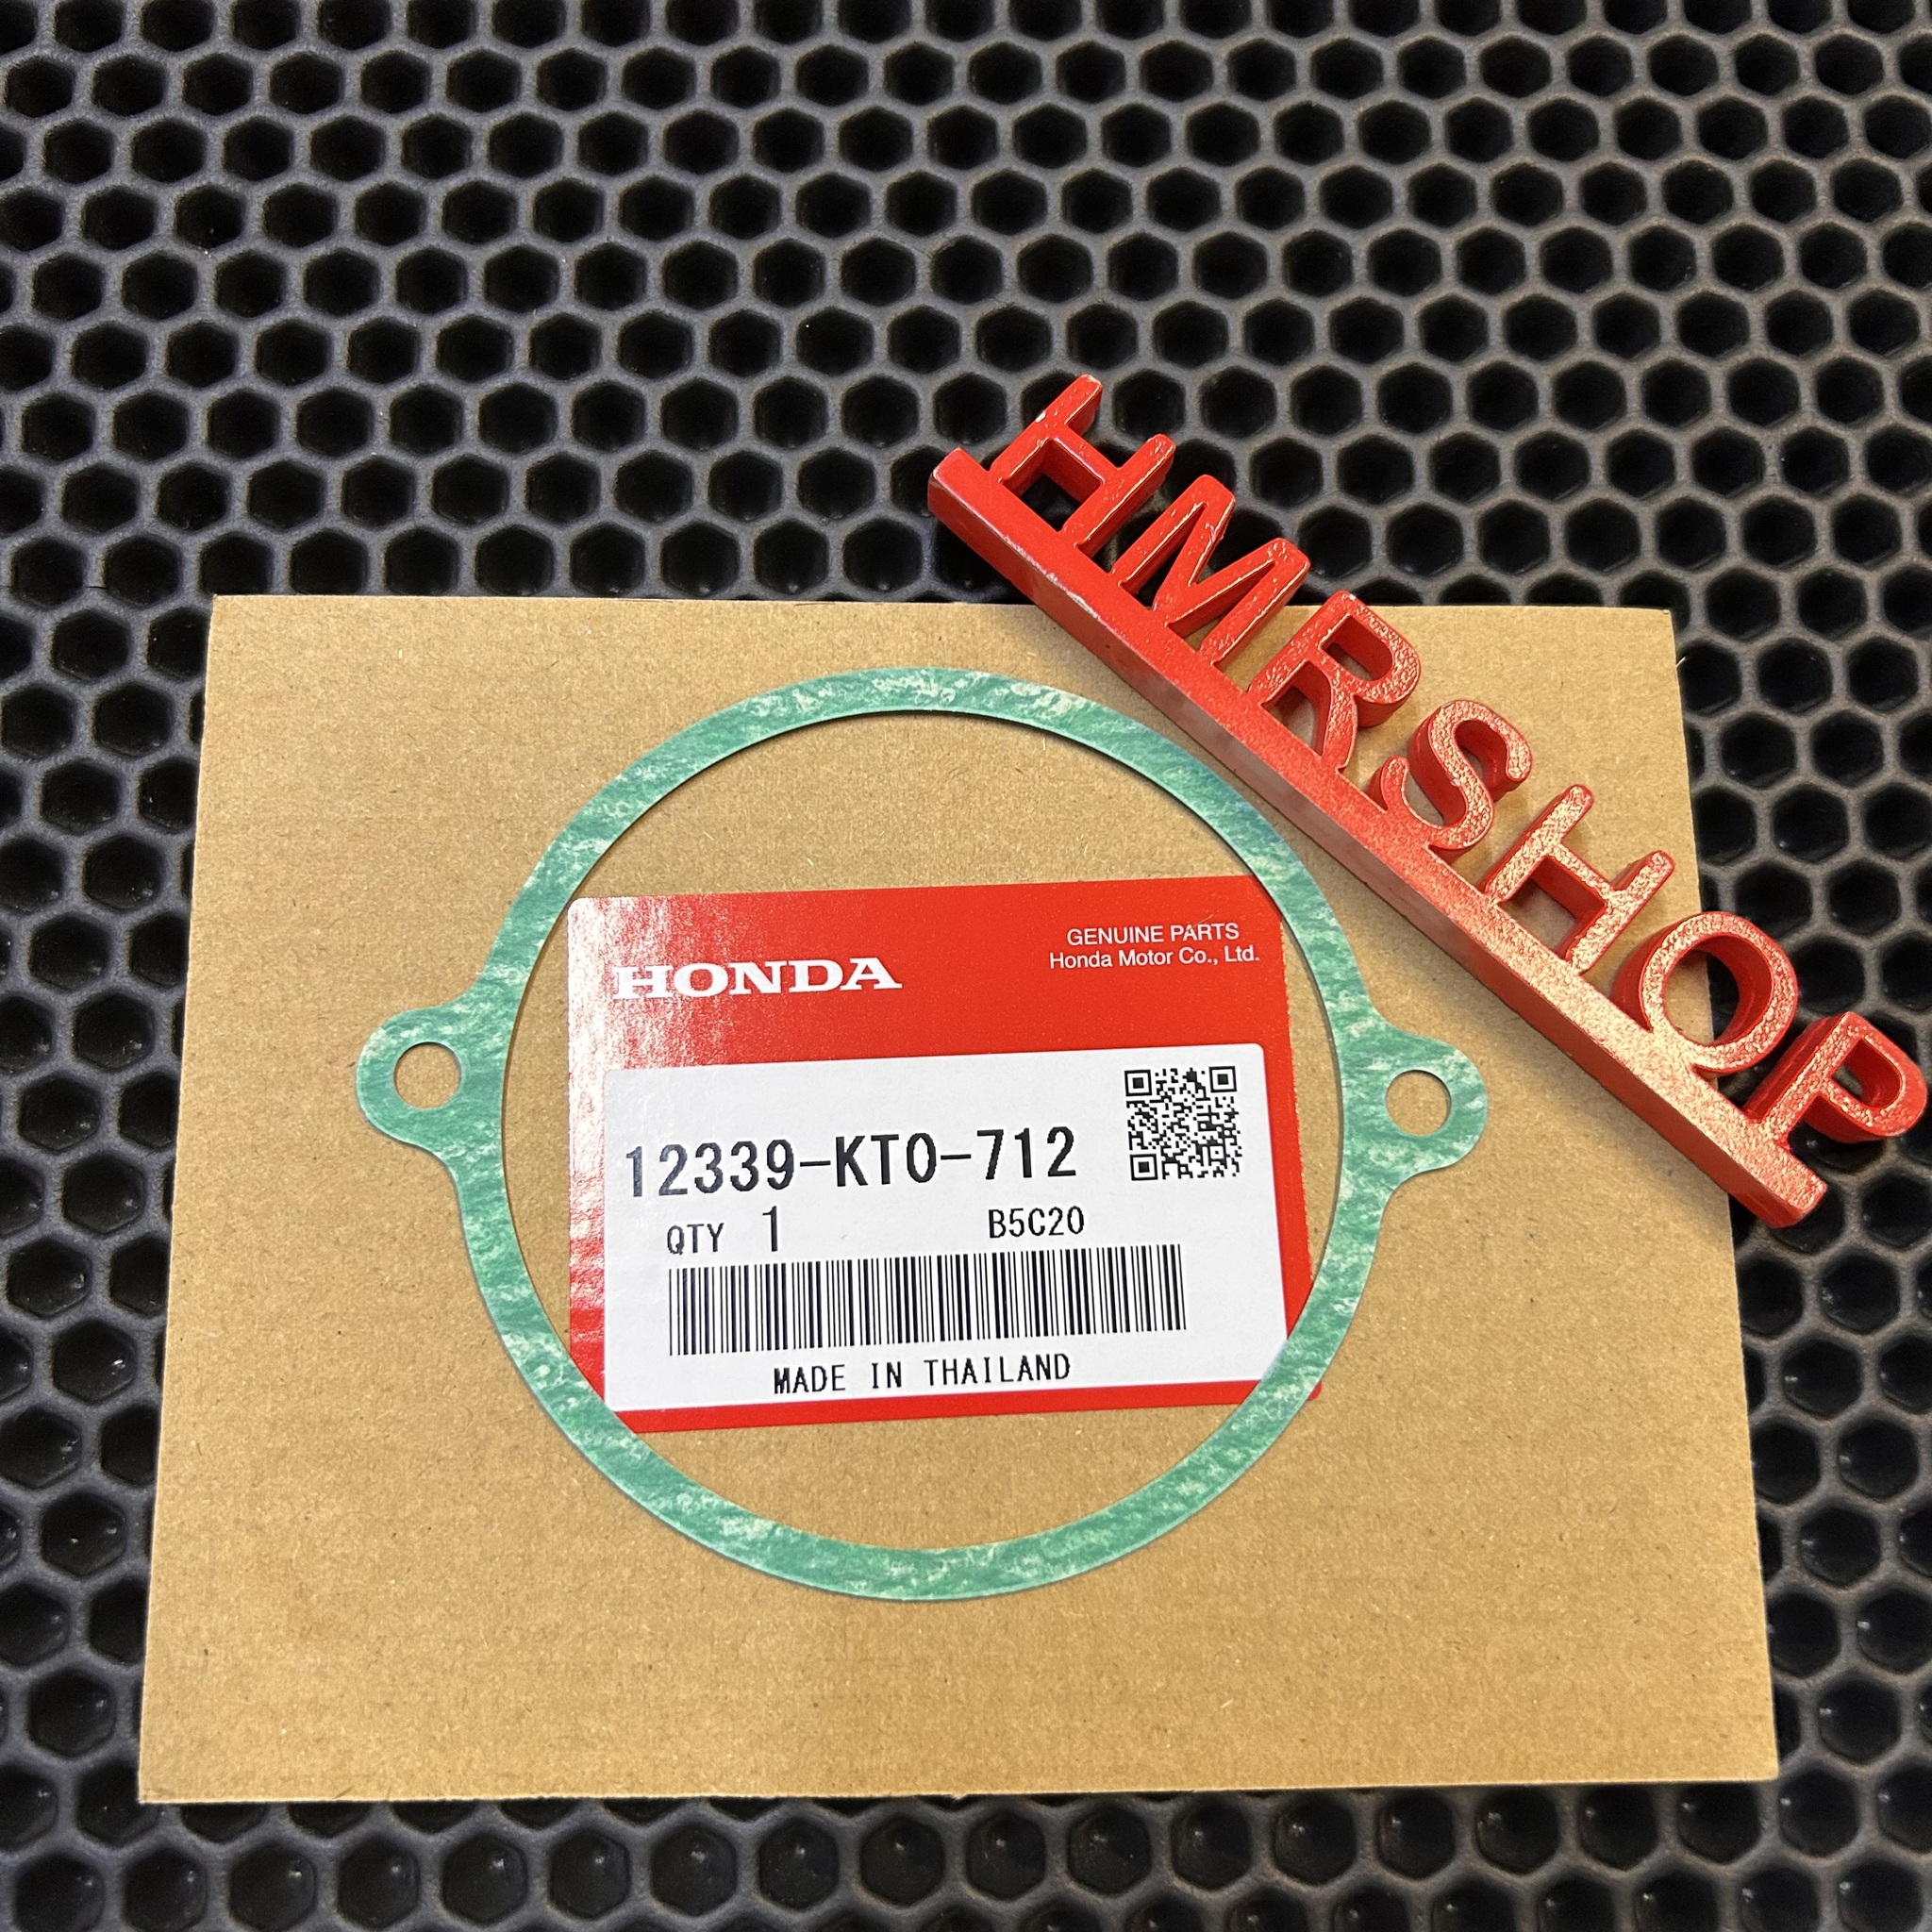 HMRSHOP
HONDA
GENUINE PARTS
Honda Motor Co., Ltd.
12339-KT0-712
QTY 1 B5C20
MADE IN THAILAND